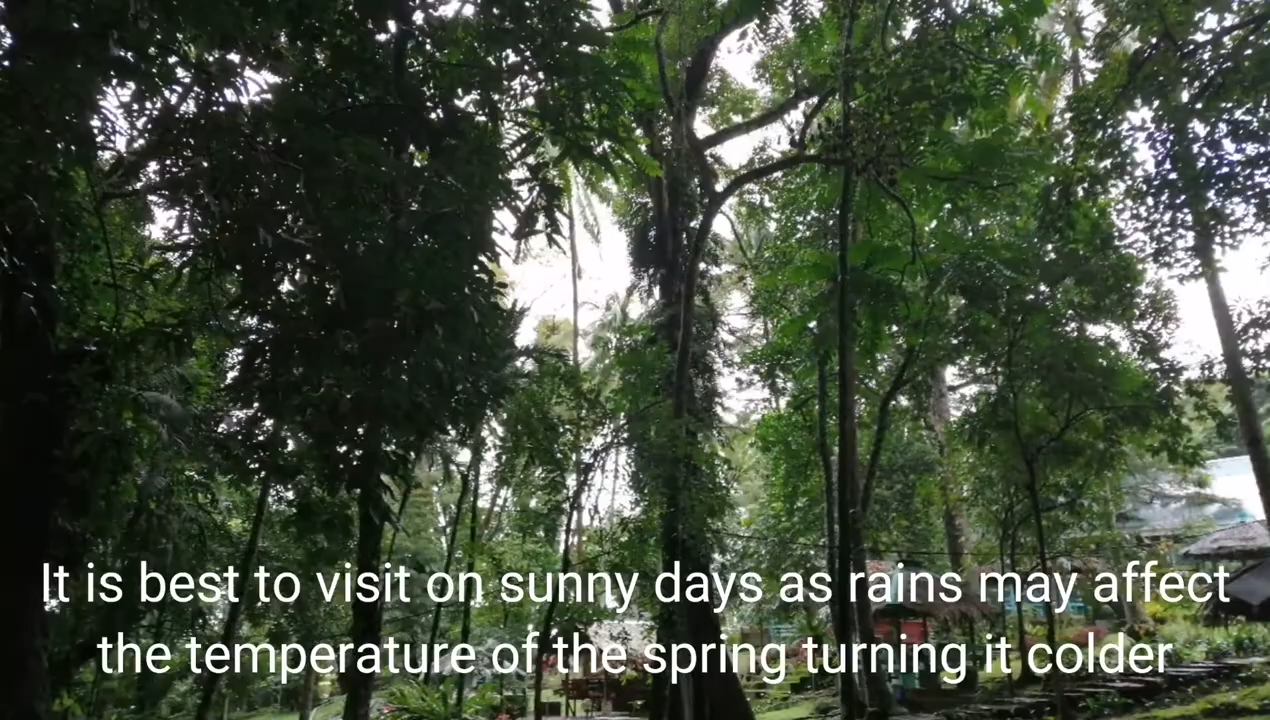 It is best to visit on sunny days as rains may affect
the temperature of the spring turning it colder